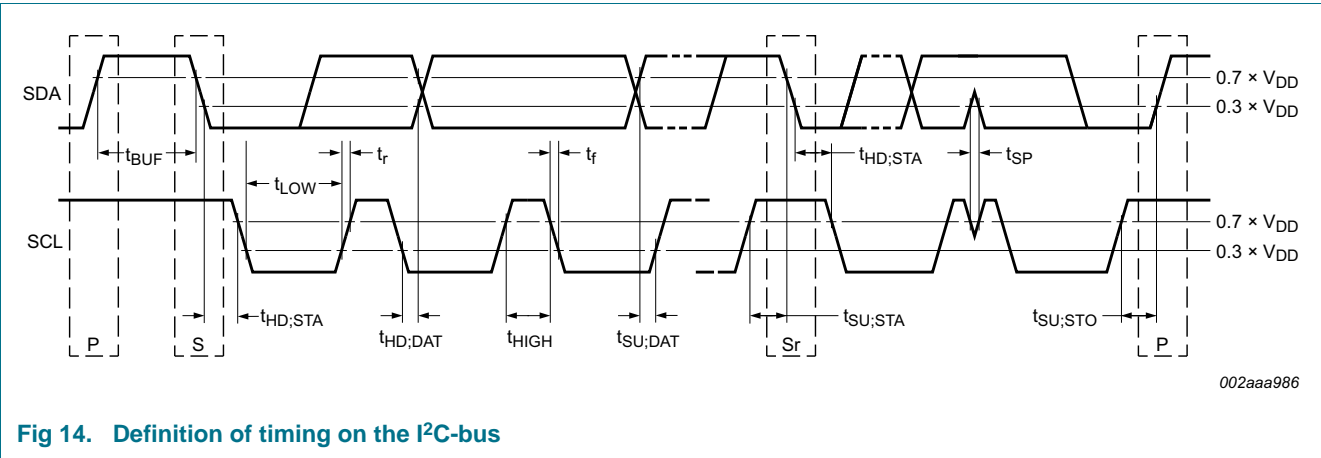 SDA
0.7 × VDD
0.3 × VDD
tBUF
tLOW
tr
tf
tHD;STA
tSP
SCL
0.7 × VDD
0.3 × VDD
tHD;STA
tHD;DAT
tHIGH
tSU;DAT
tSU;STA
tSU;STO
P
S
Sr
P
002aaa986
Fig 14. Definition of timing on the I²C-bus